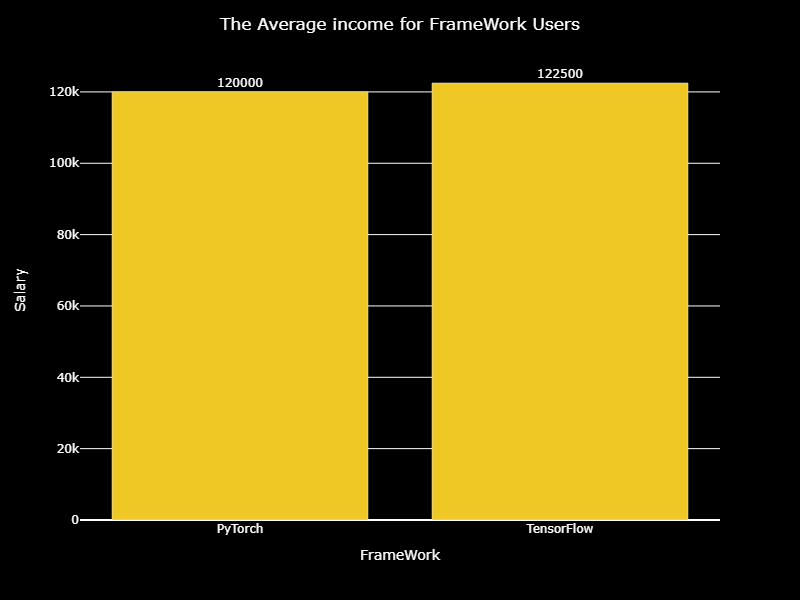 The Average income for FrameWork Users
122500
120000
120k
100k
80k
60k
40k
20k
0
Salary
PyTorch TensorFlow
FrameWork